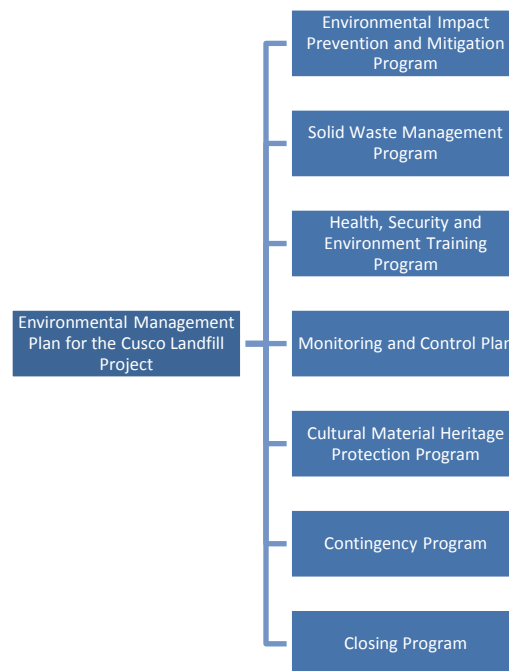 Environmental Impact
Prevention and Mitigation
Program
Solid Waste Management
Program
Health, Security and
Environment Training
Program
Environmental Management
Plan for the Cusco Landfill
Project
Monitoring and Control Plan
Cultural Material Heritage
Protection Program
Contingency Program
Closing Program